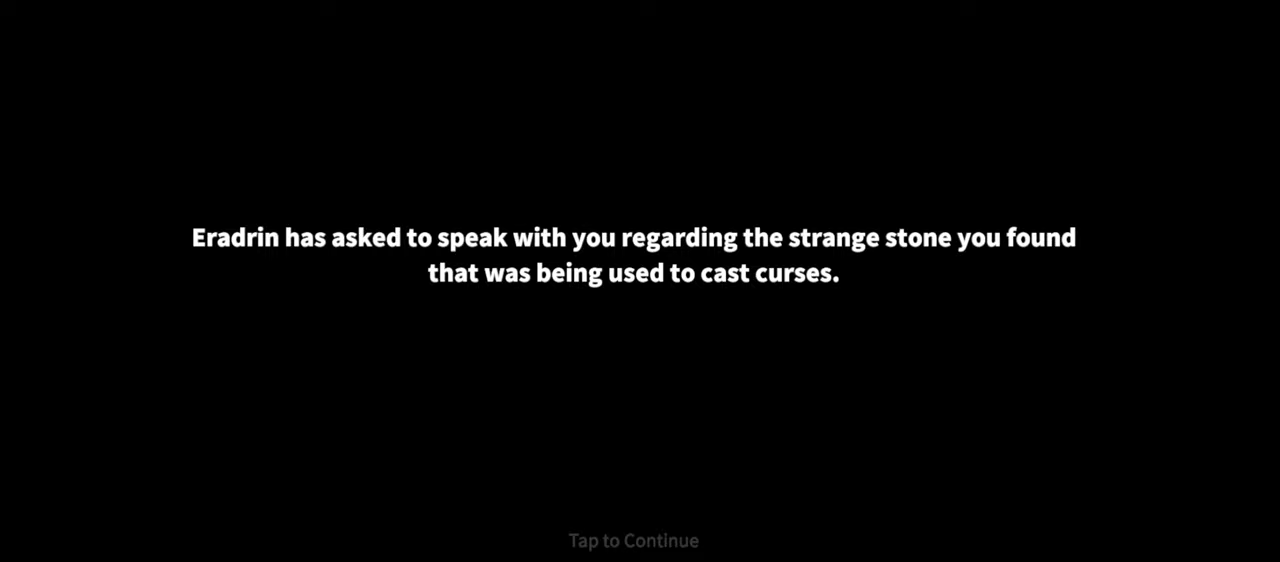 Eradrin has asked to speak with you regarding the strange stone you found
that was being used to cast curses.
Tap to Continue